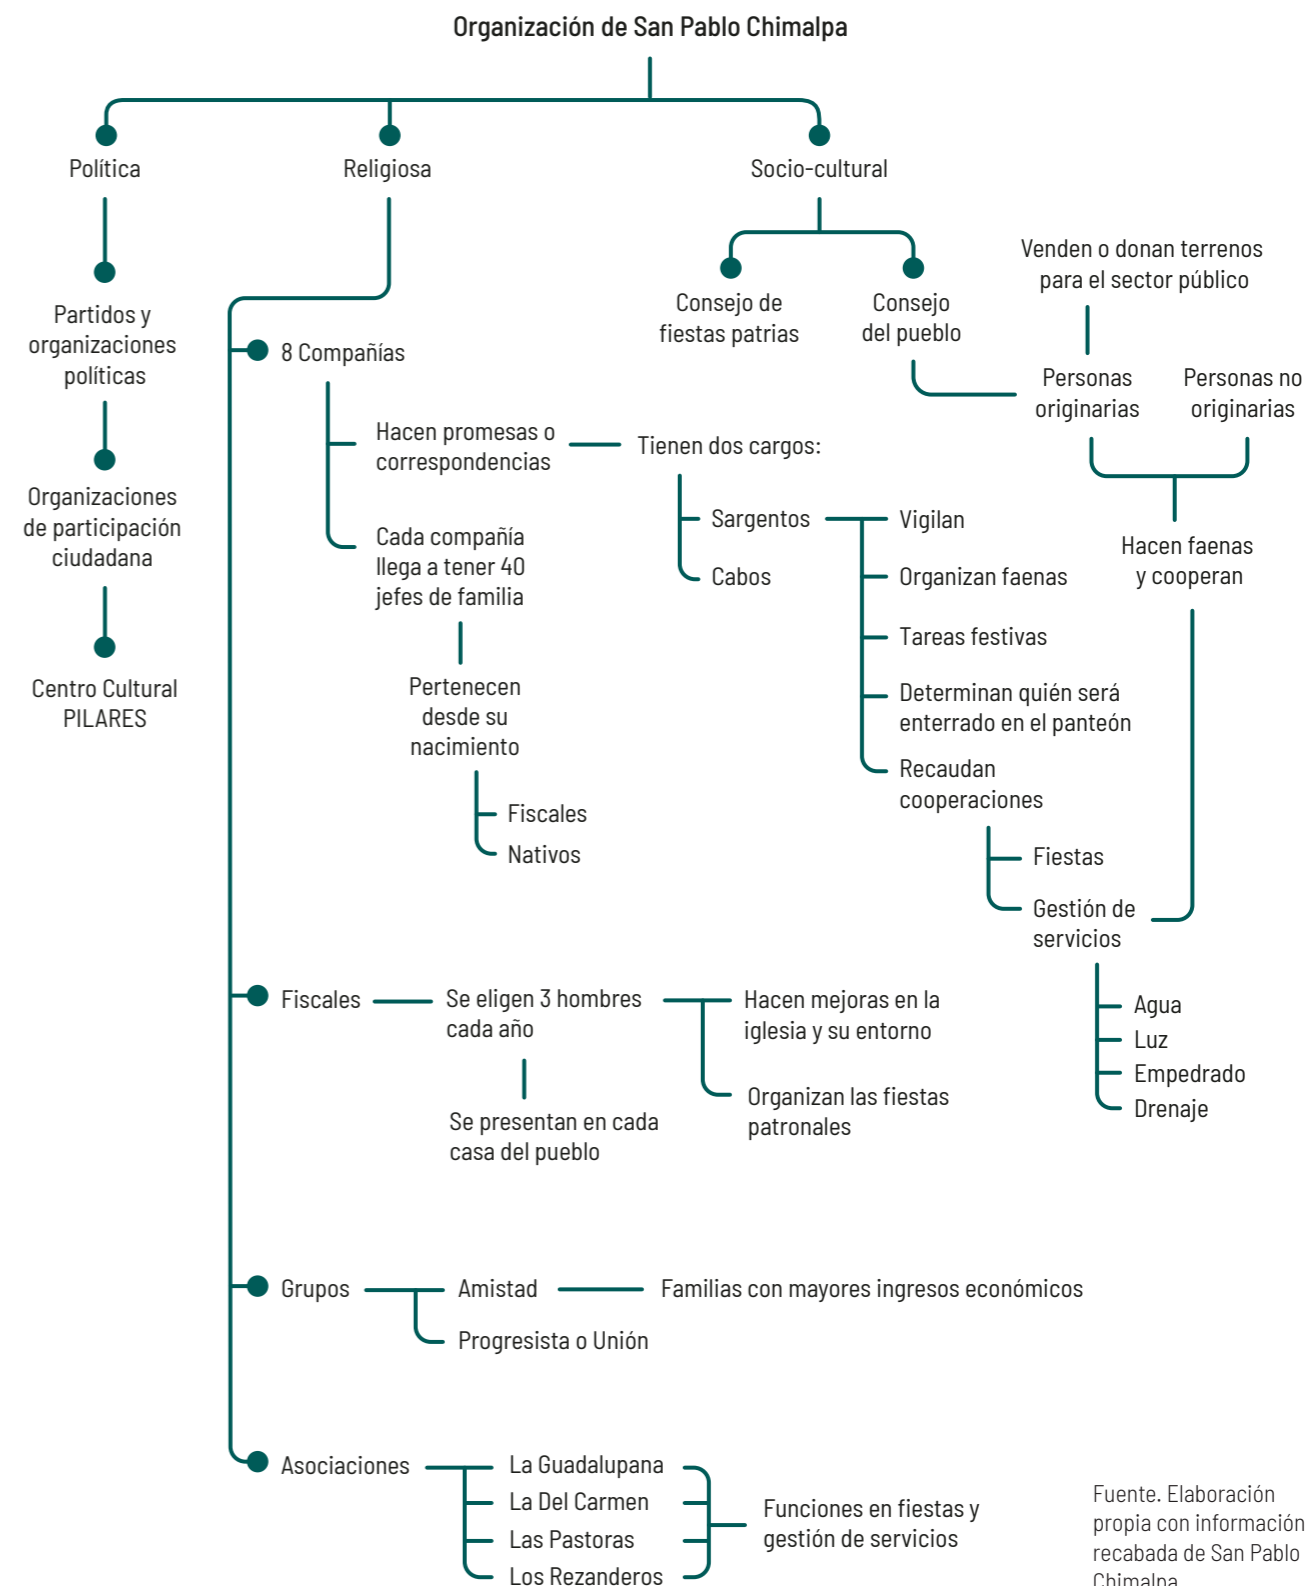 Organización de San Pablo Chimalpa
Política
Religiosa
Socio-cultural
Partidos y
organizaciones
políticas
Organizaciones
de participación
ciudadana
Centro Cultural
PILARES
Consejo de
fiestas patrias
Consejo
del pueblo
Venden o donan terrenos
para el sector público
Personas
originarias
Personas no
originarias
Hacen faenas
y cooperan
8 Compañías
Hacen promesas o
correspondencias
Tienen dos cargos:
Sargentos
Cabos
Vigilan
Organizan faenas
Tareas festivas
Determinan quién será
enterrado en el panteón
Recaudan
cooperaciones
Fiestas
Gestión de
servicios
Agua
Luz
Empedrado
Drenaje
Cada compañía
llega a tener 40
jefes de familia
Pertenecen
desde su
nacimiento
Fiscales
Nativos
Fiscales
Se eligen 3 hombres
cada año
Se presentan en cada
casa del pueblo
Hacen mejoras en la
iglesia y su entorno
Organizan las fiestas
patronales
Grupos
Amistad
Familias con mayores ingresos económicos
Progresista o Unión
Asociaciones
La Guadalupana
La Del Carmen
Las Pastoras
Los Rezanderos
Funciones en fiestas y
gestión de servicios
Fuente. Elaboración
propia con información
recabada de San Pablo
Chimalpa